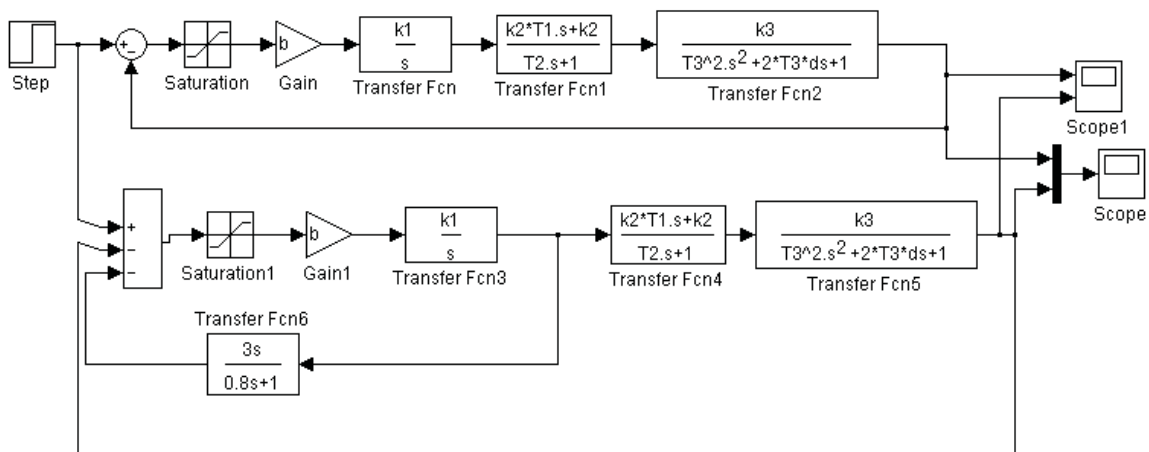 Step
+
−
Saturation
b
Gain
k1
s
Transfer Fcn
k2*T1.s+k2
T2.s+1
Transfer Fcn1
k3
T3^2.s²+2*T3*ds+1
Transfer Fcn2
Scope1
Scope
+
−
−
Saturation1
b
Gain1
k1
s
Transfer Fcn3
k2*T1.s+k2
T2.s+1
Transfer Fcn4
k3
T3^2.s²+2*T3*ds+1
Transfer Fcn5
Transfer Fcn6
3s
0.8s+1